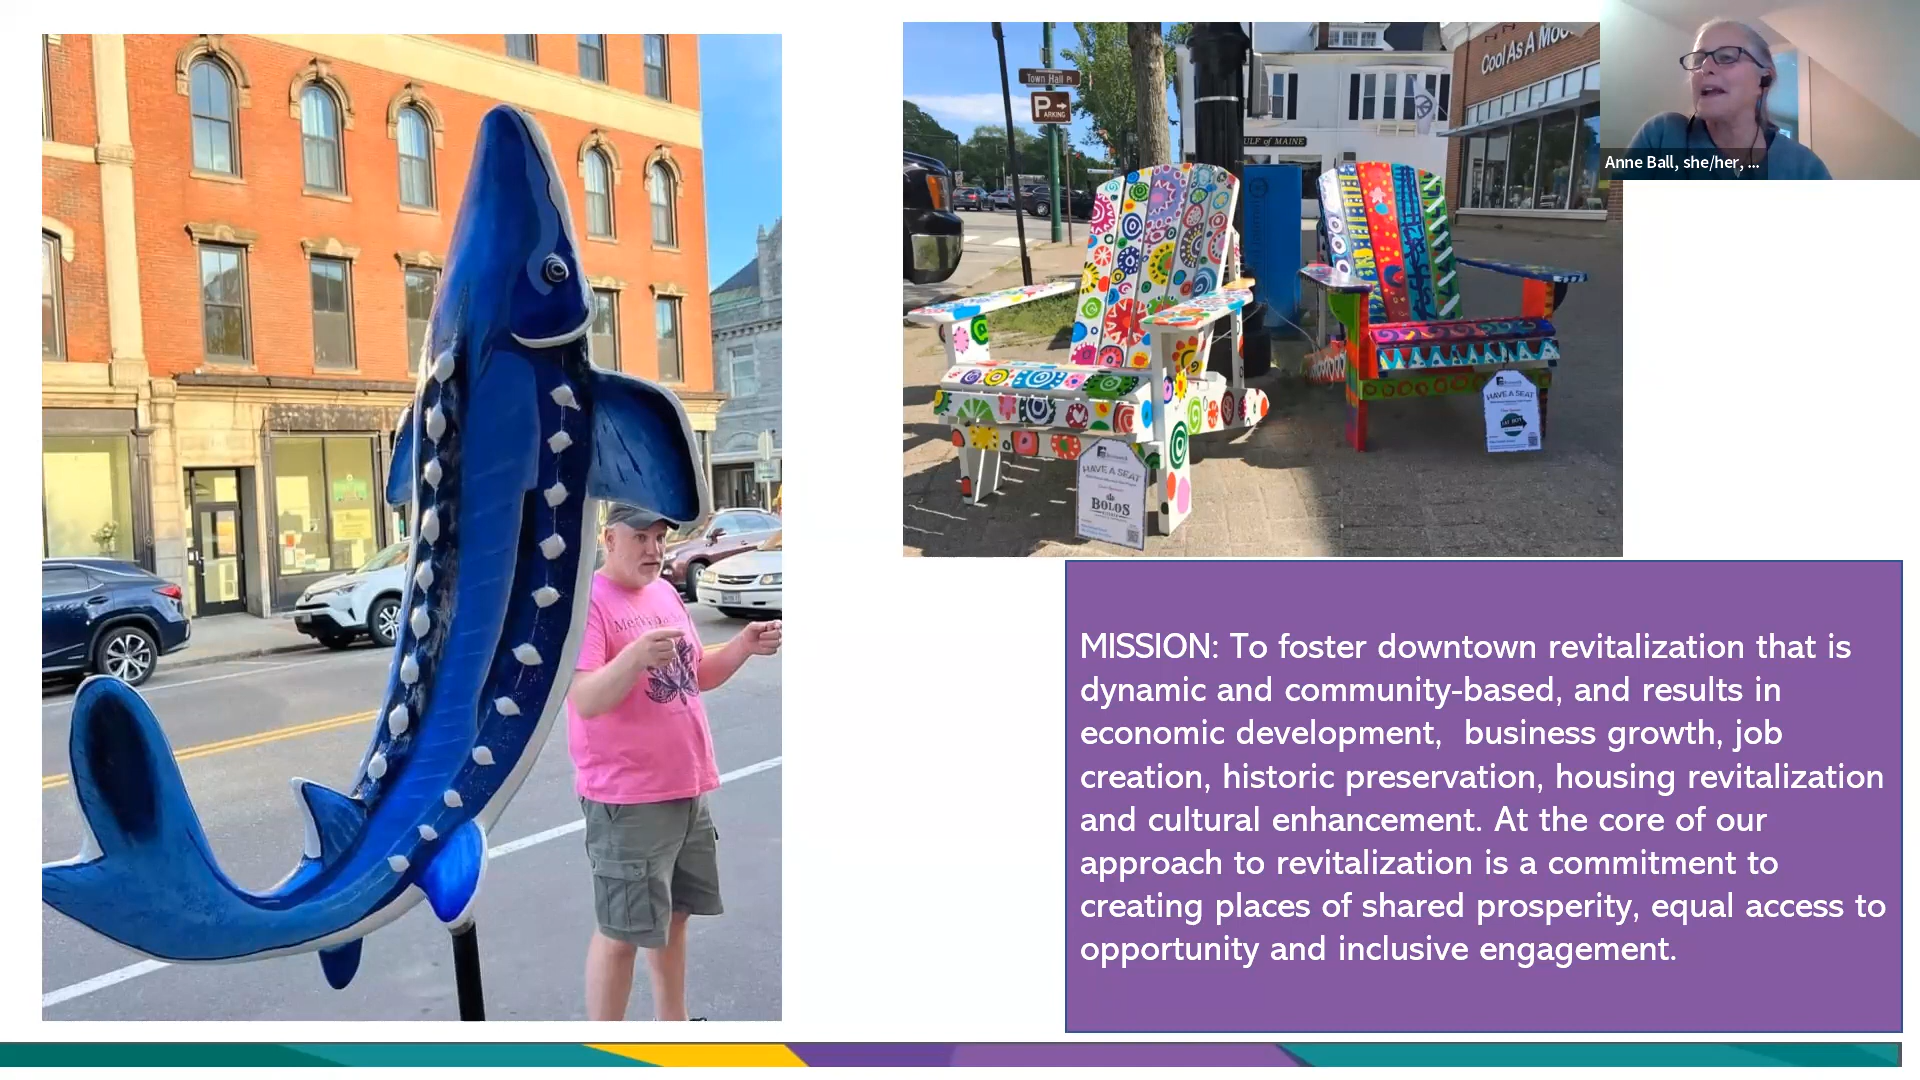 Town Hall Pl
P
PARKING
Cool As A Moo
ULF of MAINE
HAVE A SEAT
BOLOS
HAVE A SEAT
Anne Ball, she/her, ...
MISSION: To foster downtown revitalization that is
dynamic and community-based, and results in
economic development,  business growth, job
creation, historic preservation, housing revitalization
and cultural enhancement. At the core of our
approach to revitalization is a commitment to
creating places of shared prosperity, equal access to
opportunity and inclusive engagement.